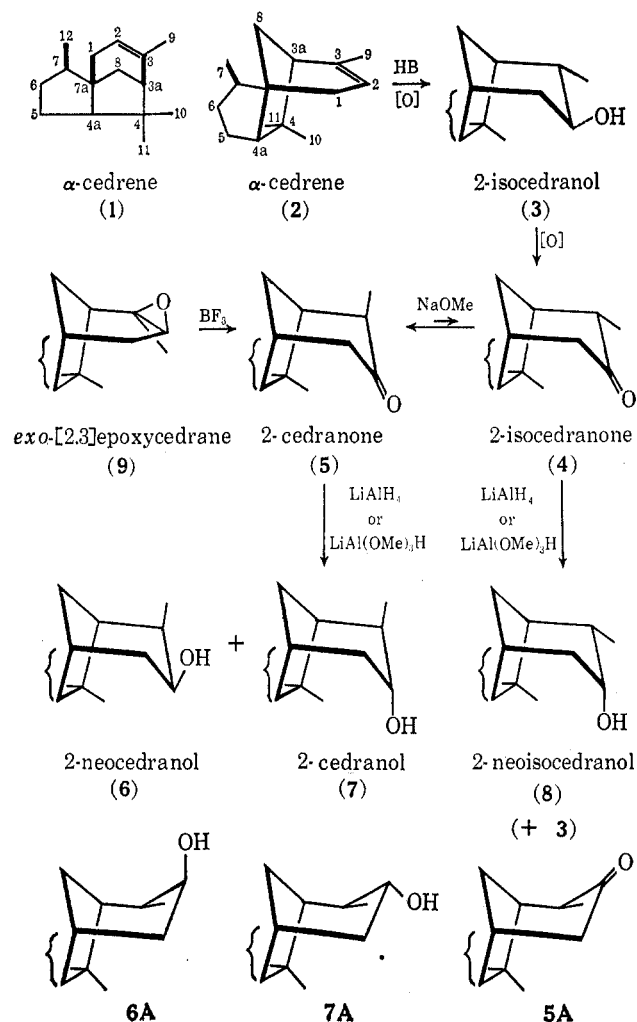 12 2 9
7 1 3
6 7a 8 3a
5 4a 4 10
11
α-cedrene
(1)
8
3a 3 9
7 2
6 1
11 4
5 10
4a
α-cedrene
(2)
HB
[O]
OH
2-isocedranol
(3)
[O]
O
exo-[2.3]epoxycedrane
(9)
BF3
O
2-cedranone
(5)
NaOMe
O
2-isocedranone
(4)
LiAlH4
or
LiAl(OMe)3H
LiAlH4
or
LiAl(OMe)3H
OH
2-neocedranol
(6)
+
OH
2-cedranol
(7)
OH
2-neoisocedranol
(8)
(+ 3)
OH
6A
OH
7A
O
5A